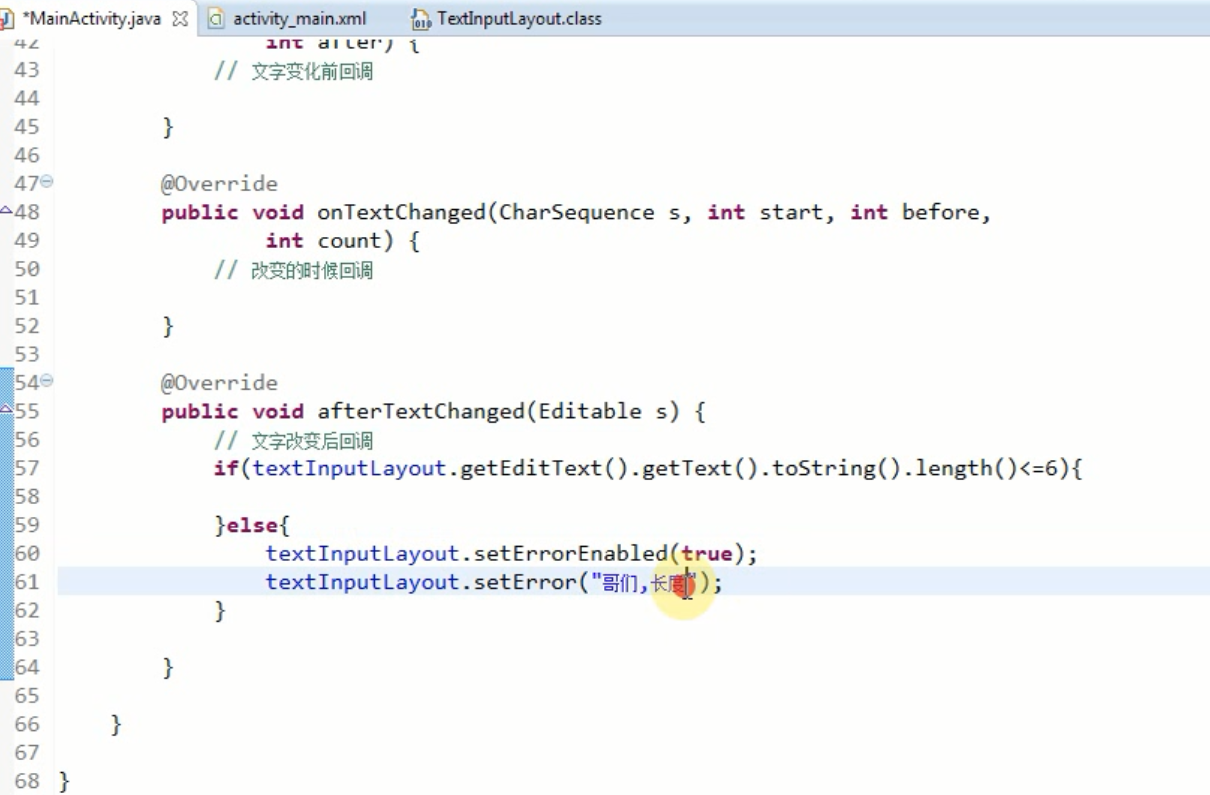 *MainActivity.java activity_main.xml TextInputLayout.class
42 int after) {
43 // 文字变化前回调
44
45 }
46
47 @Override
48 public void onTextChanged(CharSequence s, int start, int before,
49 int count) {
50 // 改变的时候回调
51
52 }
53
54 @Override
55 public void afterTextChanged(Editable s) {
56 // 文字改变后回调
57 if(textInputLayout.getEditText().getText().toString().length()<=6){
58
59 }else{
60 textInputLayout.setErrorEnabled(true);
61 textInputLayout.setError("哥们,长度");
62 }
63
64 }
65
66 }
67
68 }